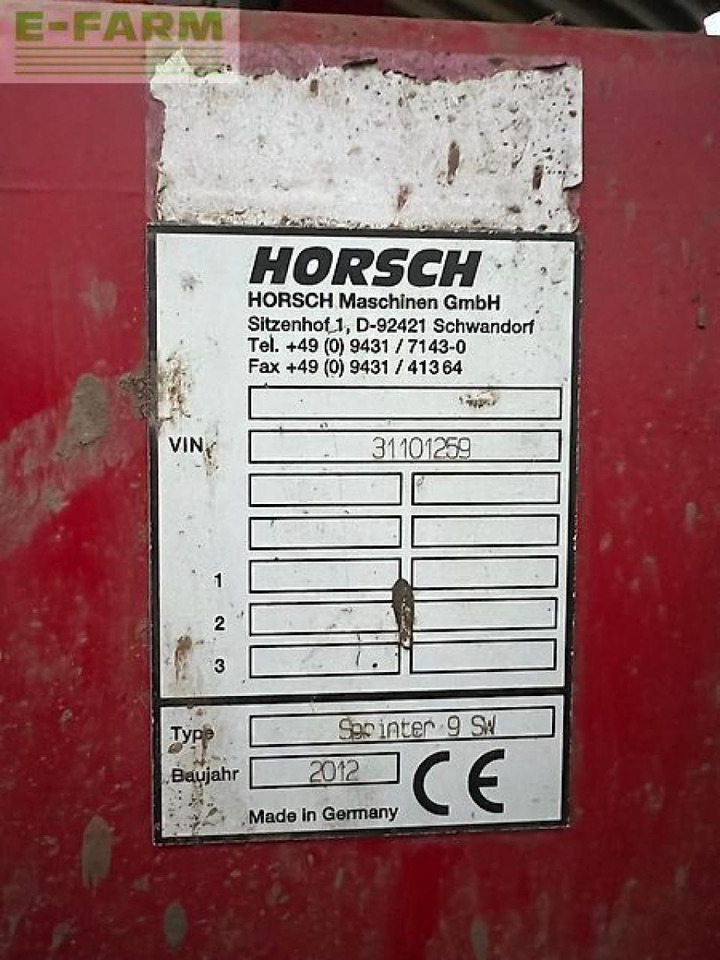 E-FARM
HORSCH
HORSCH Maschinen GmbH
Sitzenhof 1, D-92421 Schwandorf
Tel. +49 (0) 9431 / 7143-0
Fax +49 (0) 9431 / 41364
VIN 31101259
1
2
3
Type Sprinter 9 SW
Baujahr 2012 CE
Made in Germany